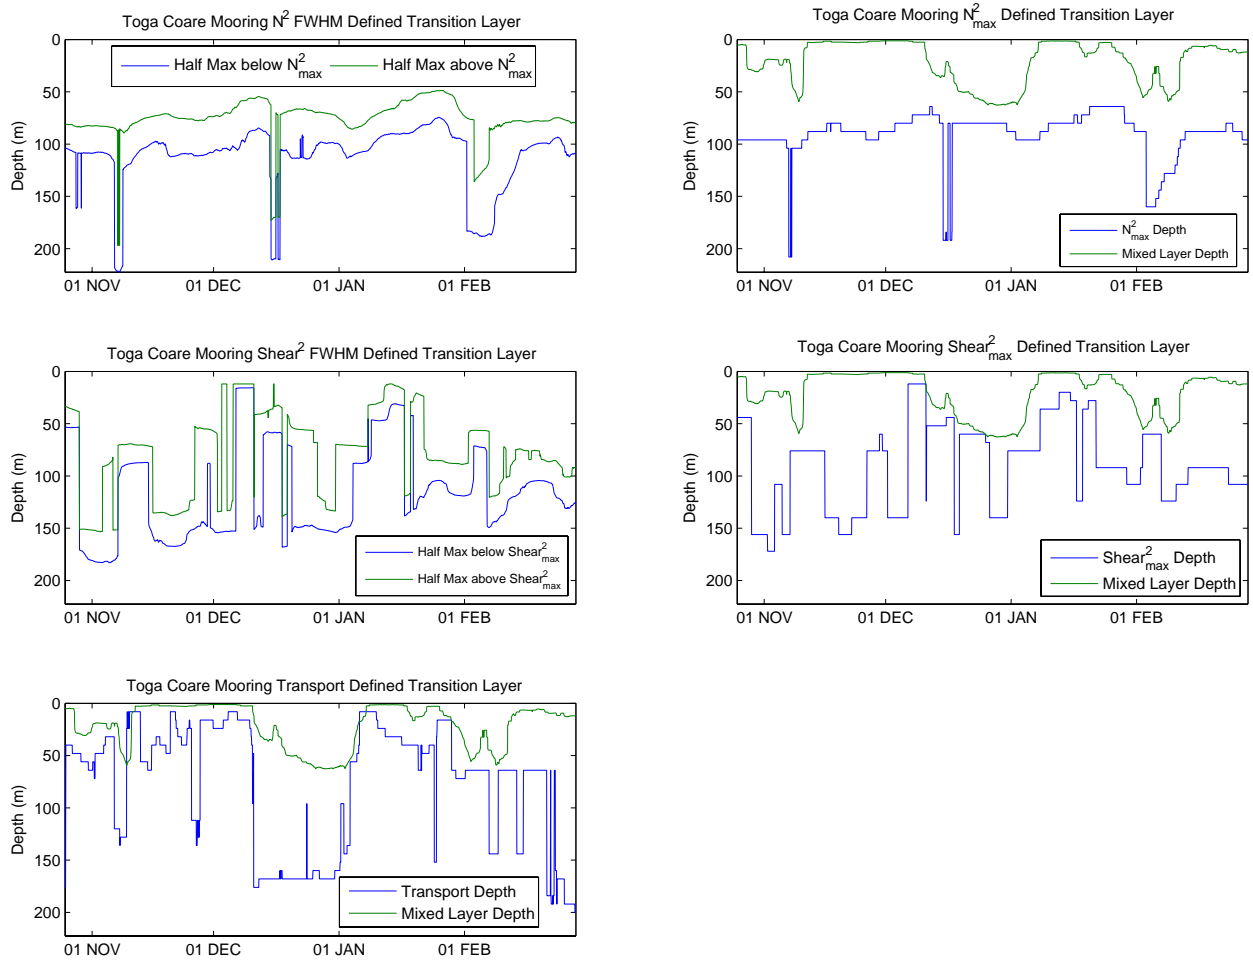 Toga Coare Mooring N² FWHM Defined Transition Layer
Half Max below N²max
Half Max above N²max
Depth (m)
0
50
100
150
200
01 NOV 01 DEC 01 JAN 01 FEB
Toga Coare Mooring N²max Defined Transition Layer
Depth (m)
0
50
100
150
200
N²max Depth
Mixed Layer Depth
01 NOV 01 DEC 01 JAN 01 FEB
Toga Coare Mooring Shear² FWHM Defined Transition Layer
Depth (m)
0
50
100
150
200
Half Max below Shear²max
Half Max above Shear²max
01 NOV 01 DEC 01 JAN 01 FEB
Toga Coare Mooring Shear²max Defined Transition Layer
Depth (m)
0
50
100
150
200
Shear²max Depth
Mixed Layer Depth
01 NOV 01 DEC 01 JAN 01 FEB
Toga Coare Mooring Transport Defined Transition Layer
Depth (m)
0
50
100
150
200
Transport Depth
Mixed Layer Depth
01 NOV 01 DEC 01 JAN 01 FEB